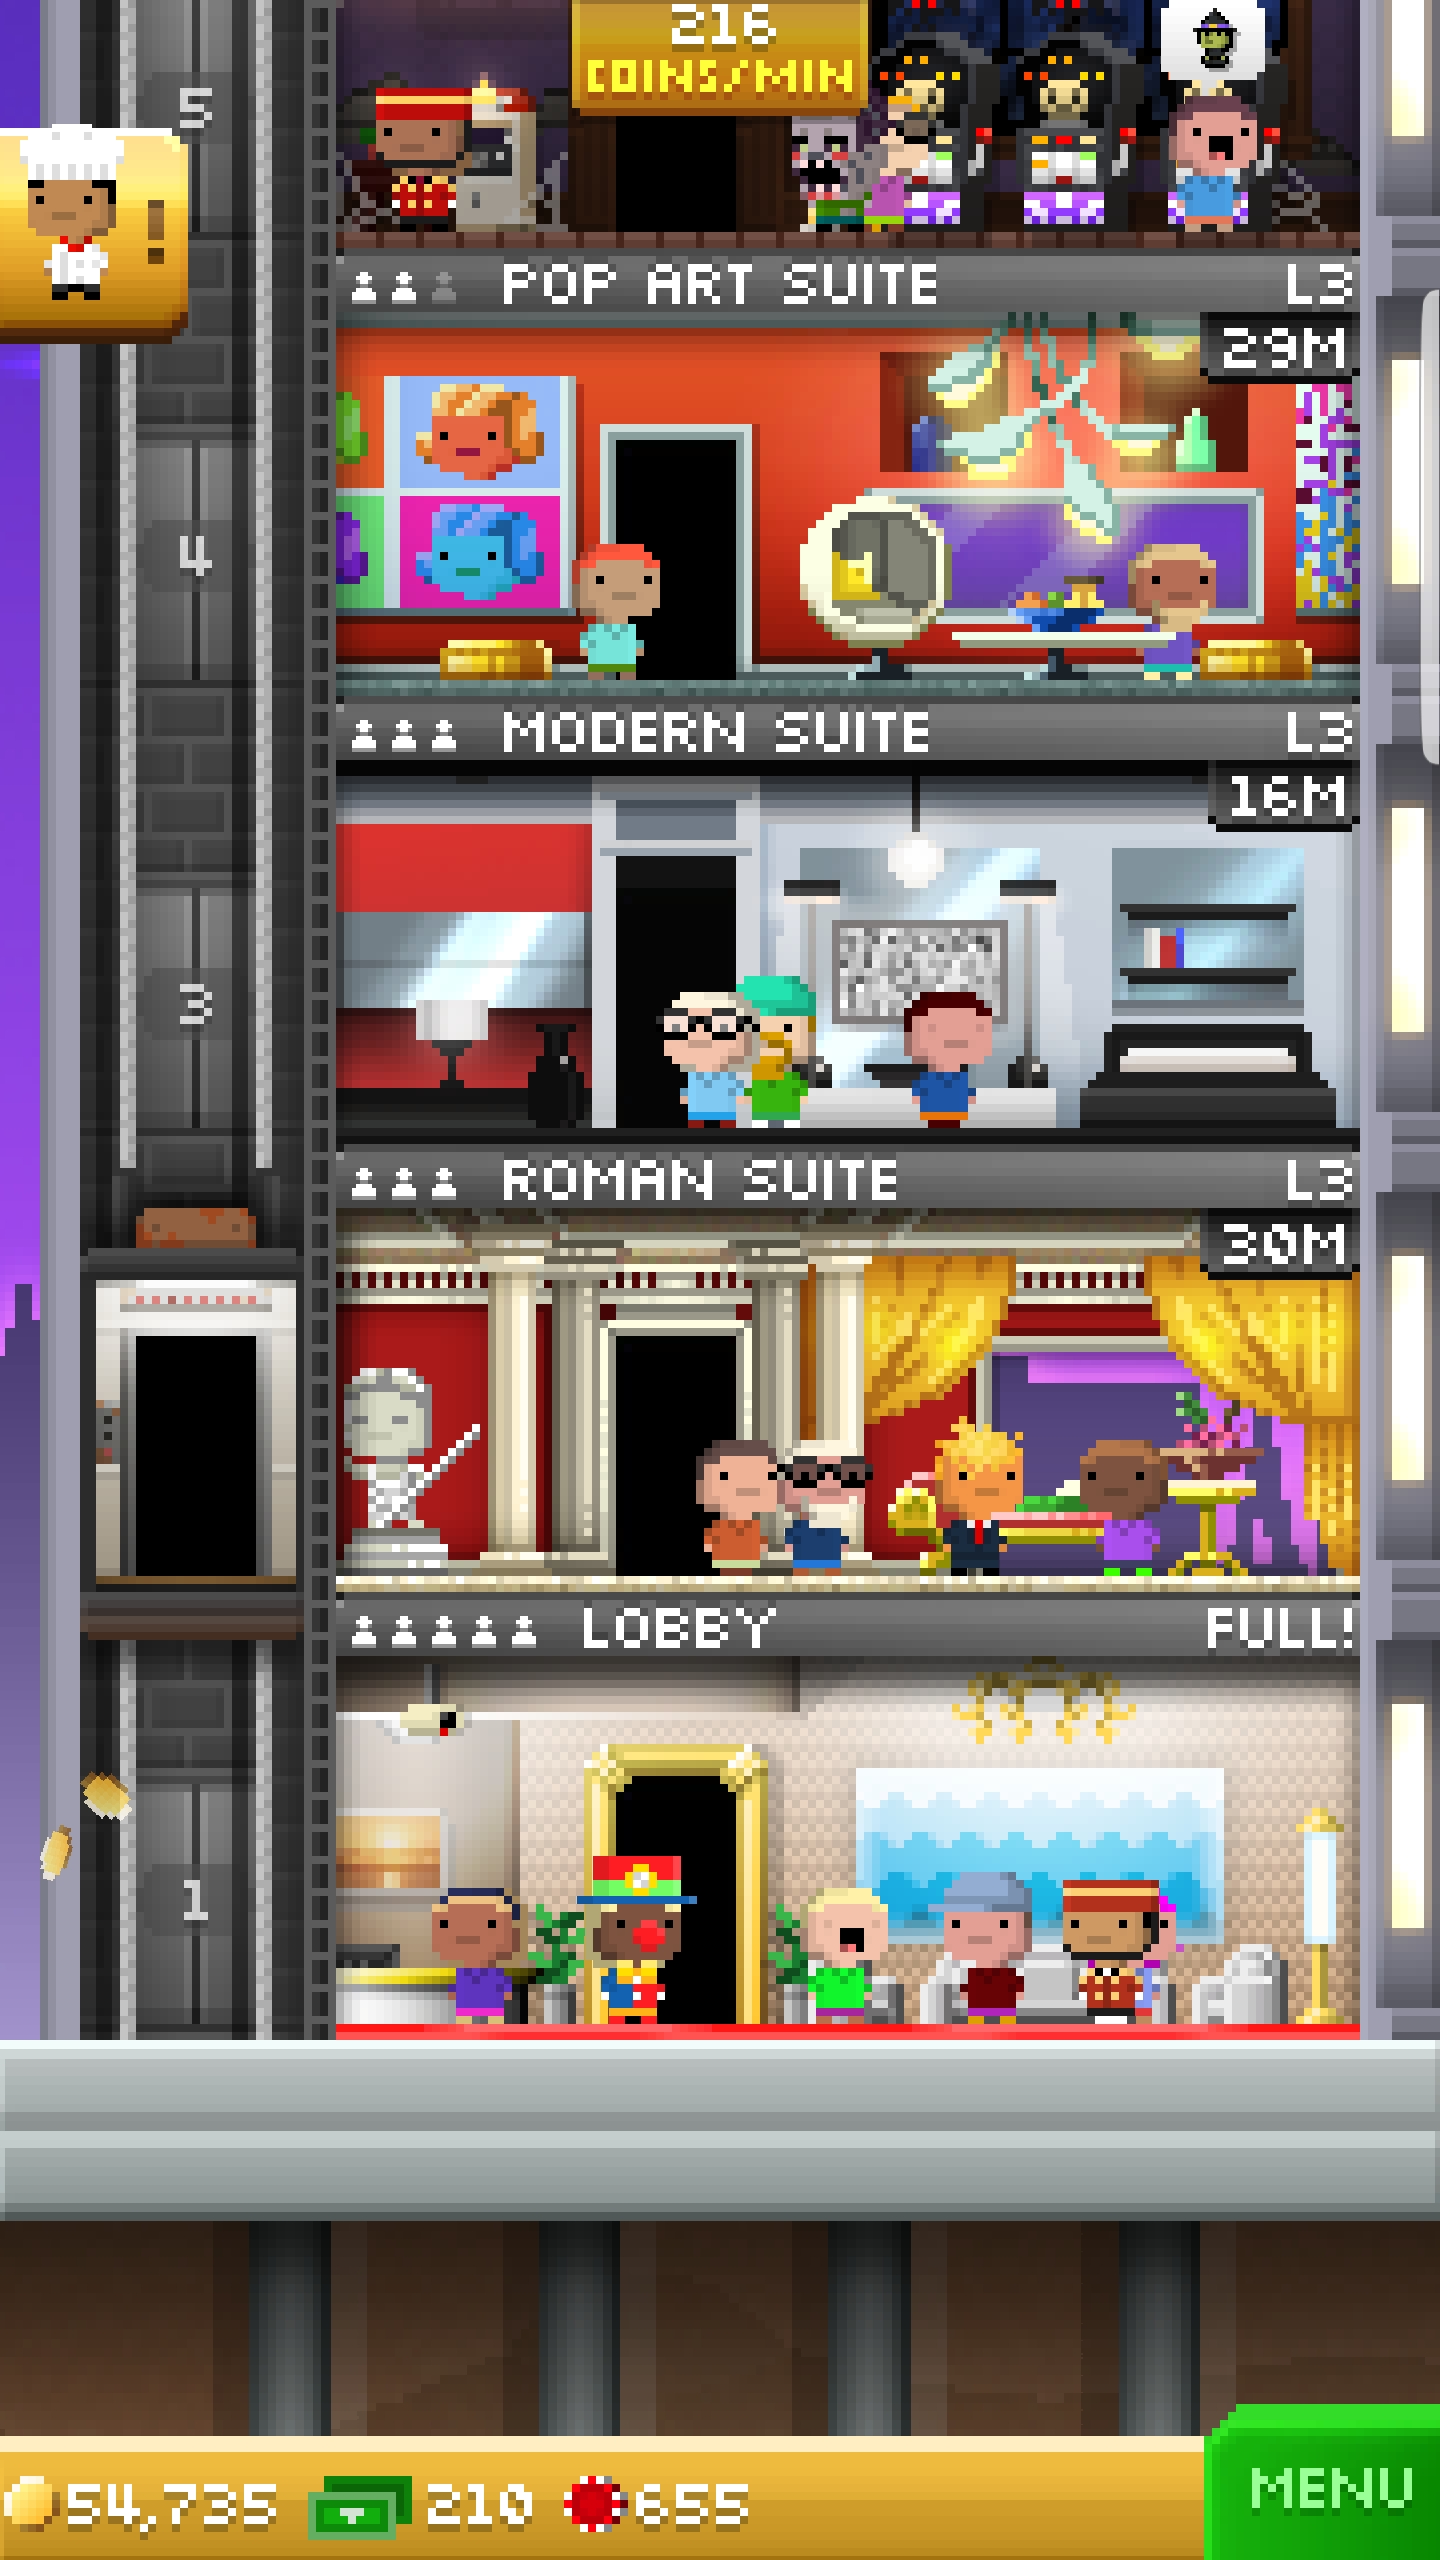 216
COINS/MIN
5
!
POP ART SUITE L3
29M
4
MODERN SUITE L3
16M
3
ROMAN SUITE L3
30M
LOBBY FULL!
1
54,735 210 655
MENU